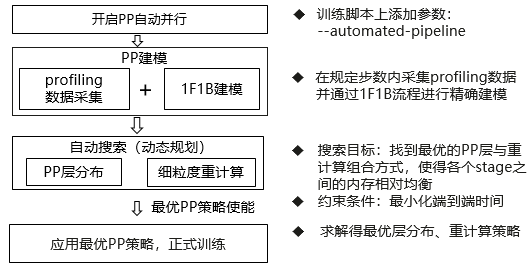 开启PP自动并行
PP建模
profiling
数据采集
+
1F1B建模
自动搜索（动态规划）
PP层分布
细粒度重计算
最优PP策略使能
应用最优PP策略，正式训练
◆ 训练脚本上添加参数：
--automated-pipeline
◆ 在规定步数内采集profiling数据
并通过1F1B流程进行精确建模
◆ 搜索目标：找到最优的PP层与重
计算组合方式，使得各个stage之
间的内存相对均衡
◆ 约束条件：最小化端到端时间
◆ 求解得最优层分布、重计算策略